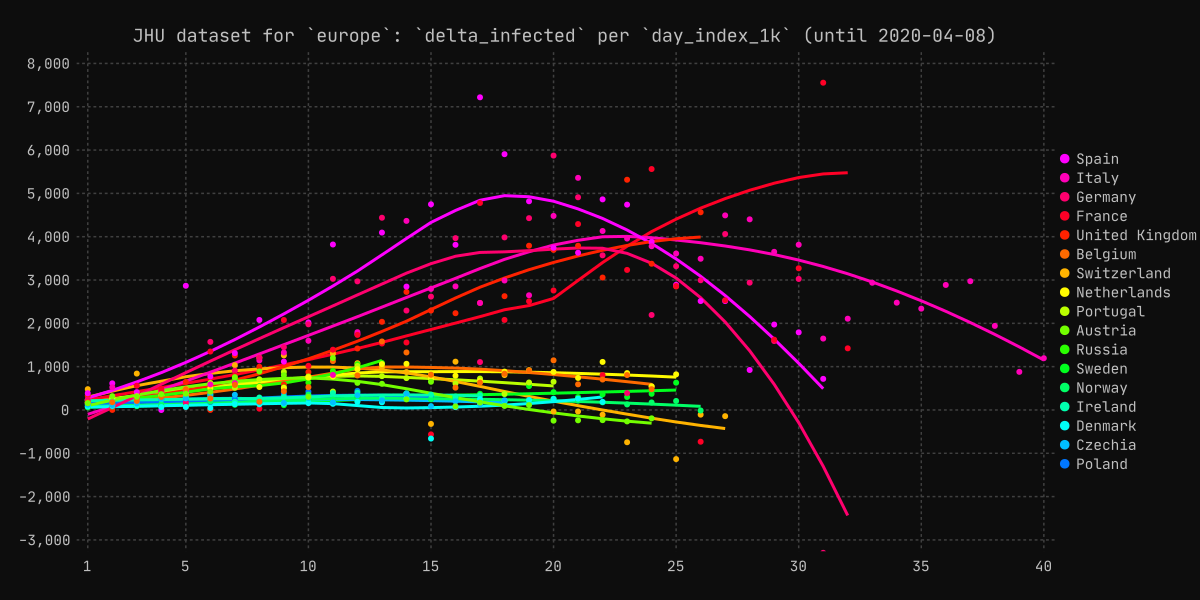 JHU dataset for `europe`: `delta_infected` per `day_index_1k` (until 2020-04-08)
8,000
7,000
6,000
5,000
4,000
3,000
2,000
1,000
0
−1,000
−2,000
−3,000
1 5 10 15 20 25 30 35 40
Spain
Italy
Germany
France
United Kingdom
Belgium
Switzerland
Netherlands
Portugal
Austria
Russia
Sweden
Norway
Ireland
Denmark
Czechia
Poland